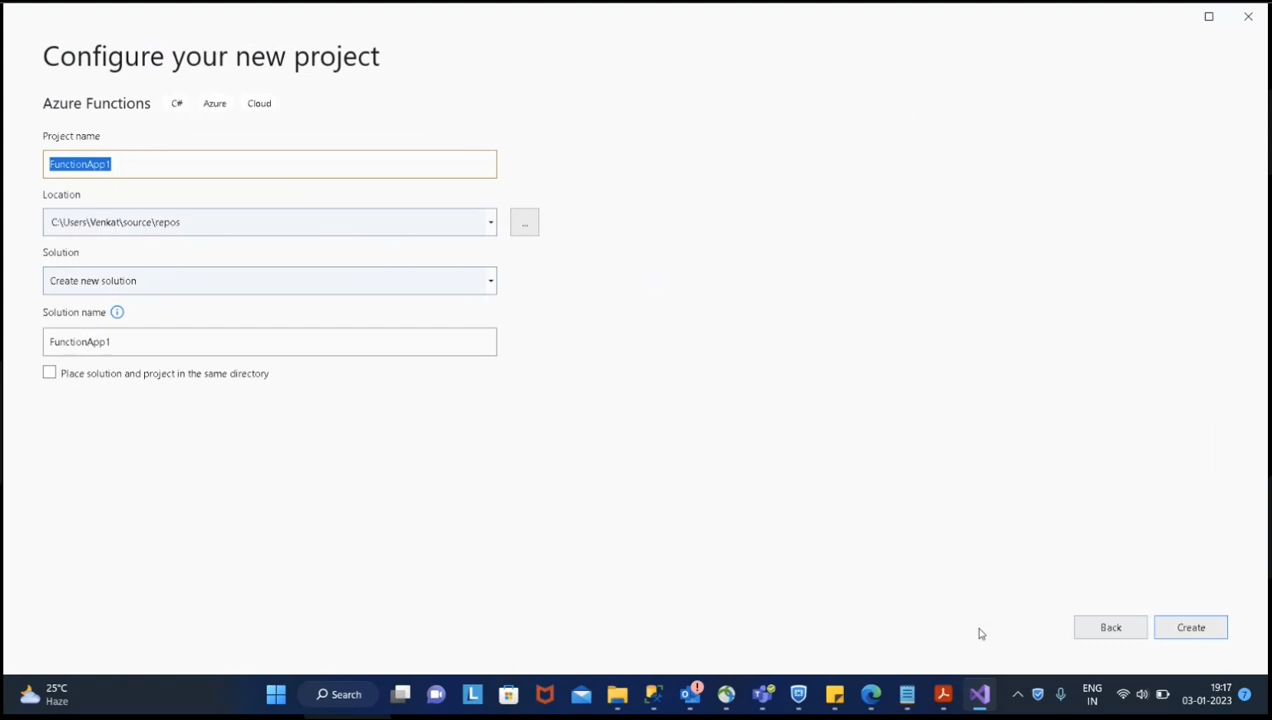 Configure your new project
Azure Functions C# Azure Cloud
Project name
FunctionApp1
Location
C:\Users\Venkat\source\repos
...
Solution
Create new solution
Solution name
FunctionApp1
Place solution and project in the same directory
Back Create
25°C
Haze
Search
L
ENG
IN
19:17
03-01-2023
7